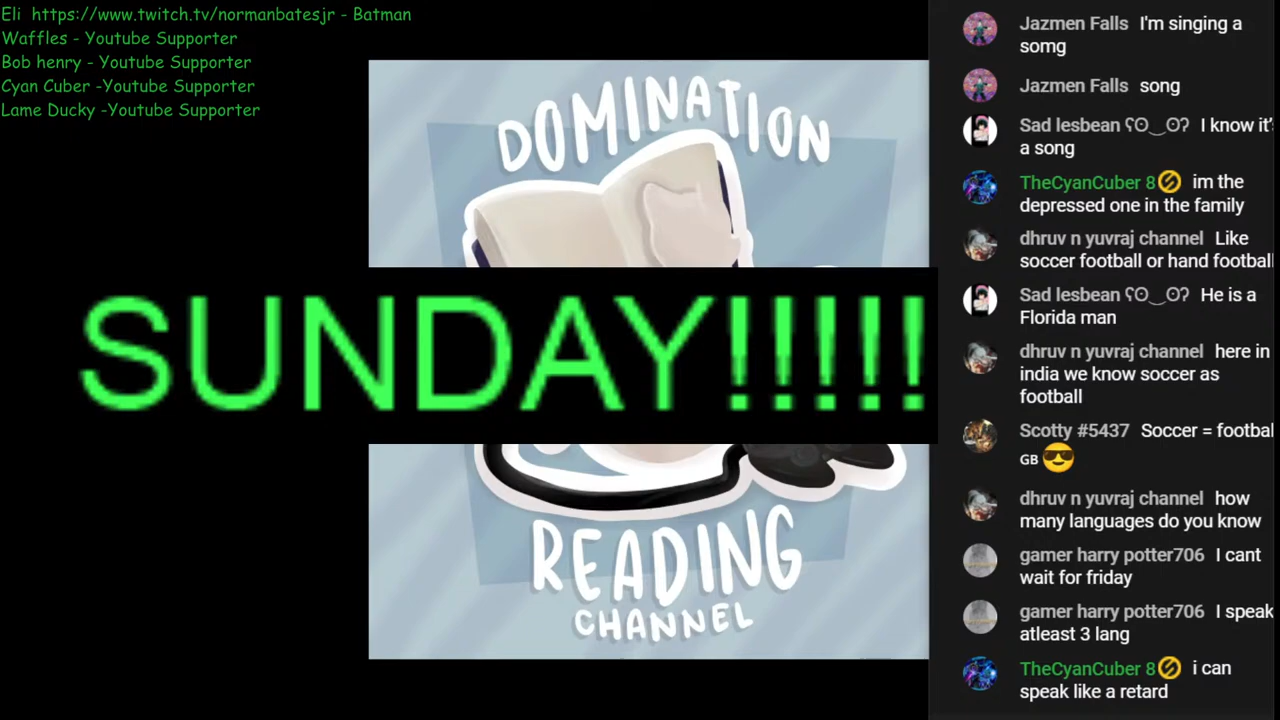 Eli https://www.twitch.tv/normanbatesjr - Batman
Waffles - Youtube Supporter
Bob henry - Youtube Supporter
Cyan Cuber -Youtube Supporter
Lame Ducky -Youtube Supporter
DOMINATION
SUNDAY!!!!!
READING
CHANNEL
Jazmen Falls I'm singing a
somg
Jazmen Falls song
Sad lesbean ʕʘ‿ʘʔ I know it's
a song
TheCyanCuber 8 im the
depressed one in the family
dhruv n yuvraj channel Like
soccer football or hand football
Sad lesbean ʕʘ‿ʘʔ He is a
Florida man
dhruv n yuvraj channel here in
india we know soccer as
football
Scotty #5437 Soccer = footbal
GB 😎
dhruv n yuvraj channel how
many languages do you know
gamer harry potter706 I cant
wait for friday
gamer harry potter706 I speak
atleast 3 lang
TheCyanCuber 8 i can
speak like a retard